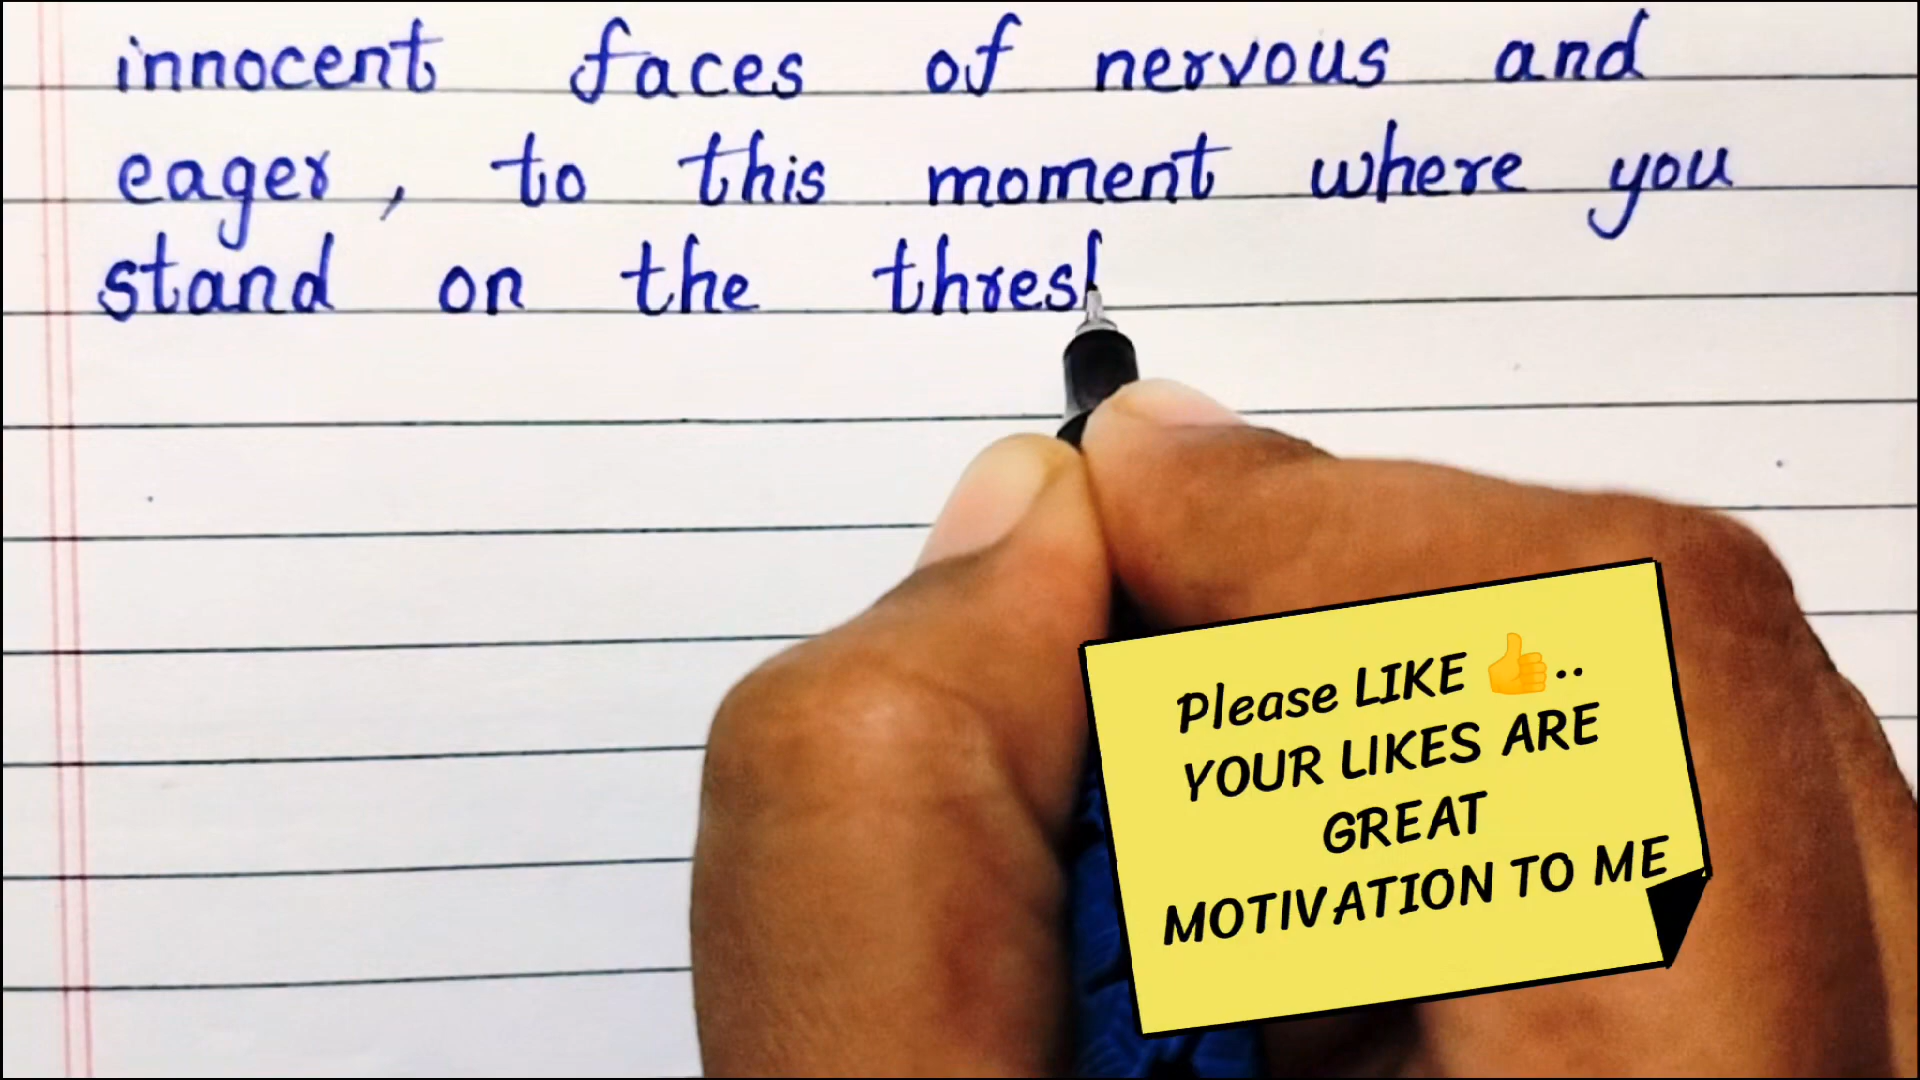 innocent faces of nervous and
eager, to this moment where you
stand on the thresh
Please LIKE 👍..
YOUR LIKES ARE
GREAT
MOTIVATION TO ME